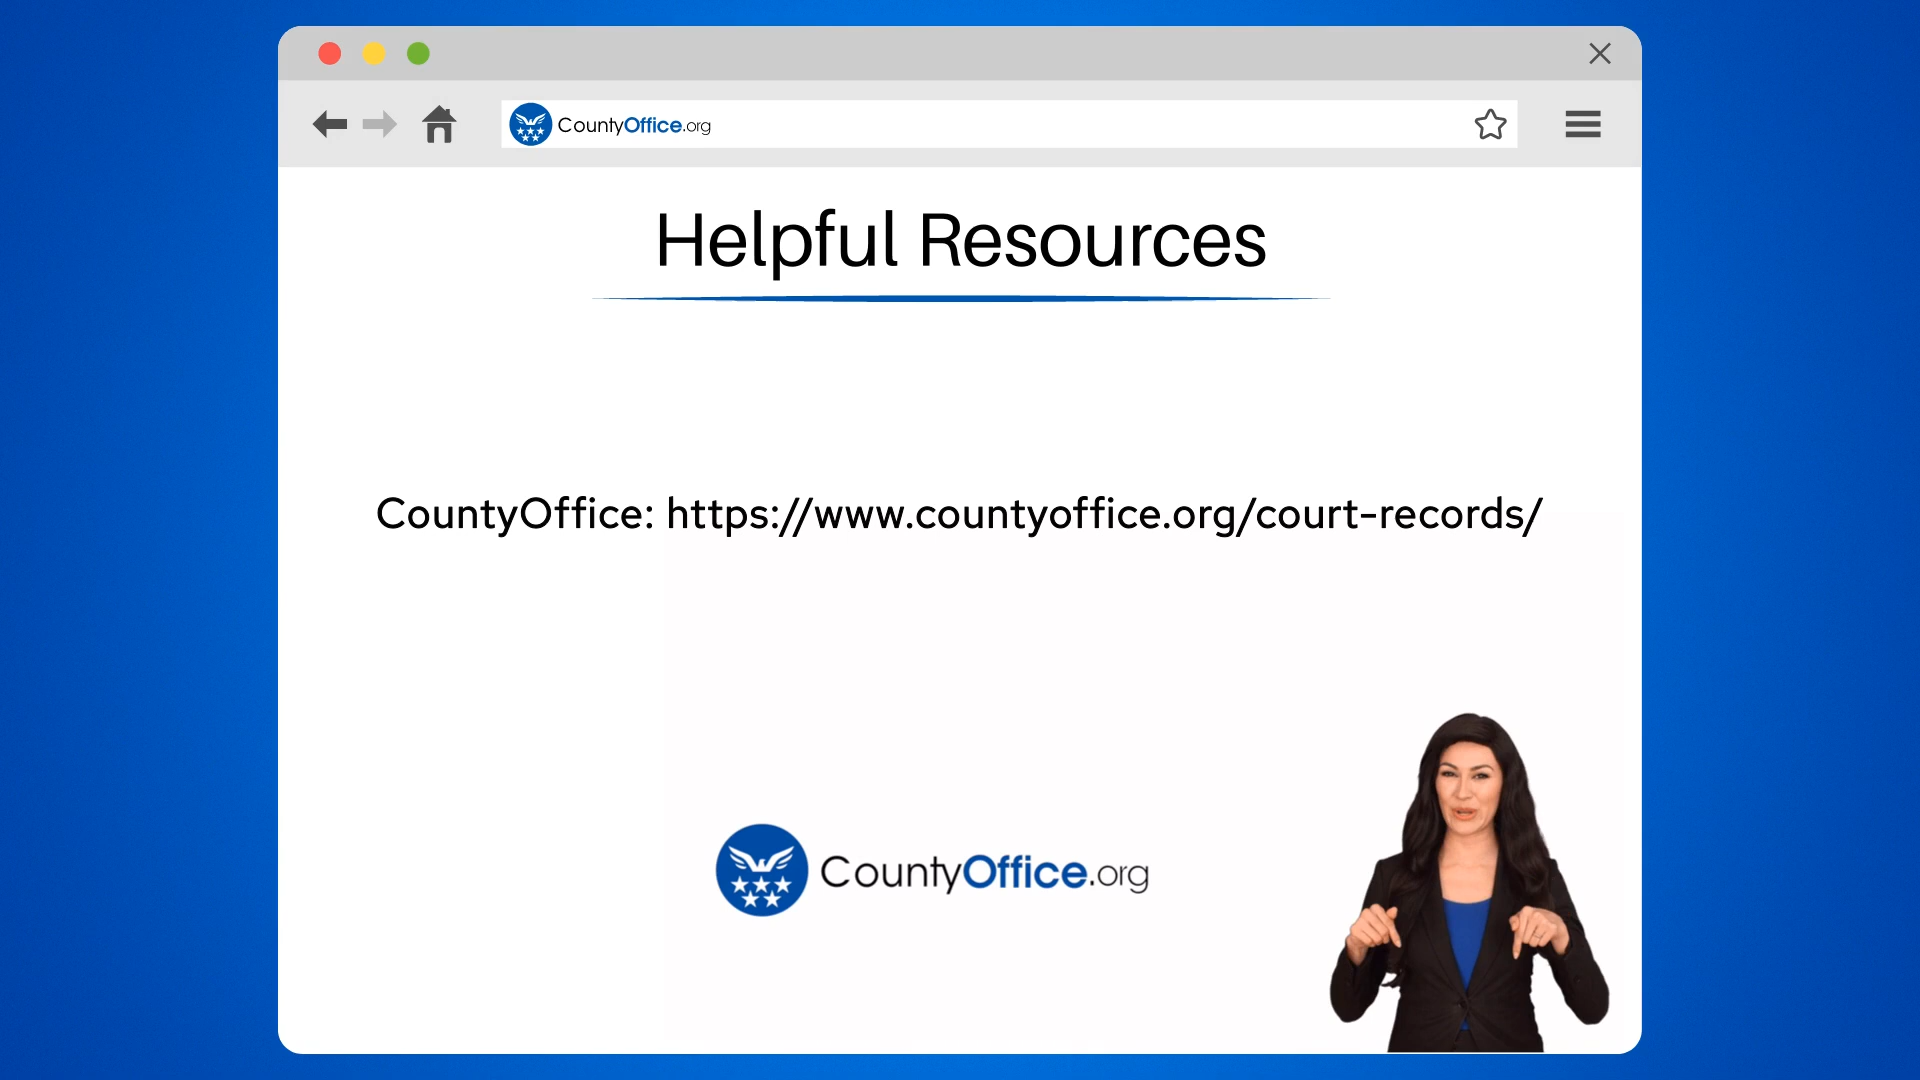 CountyOffice.org
Helpful Resources
CountyOffice: https://www.countyoffice.org/court-records/
CountyOffice.org